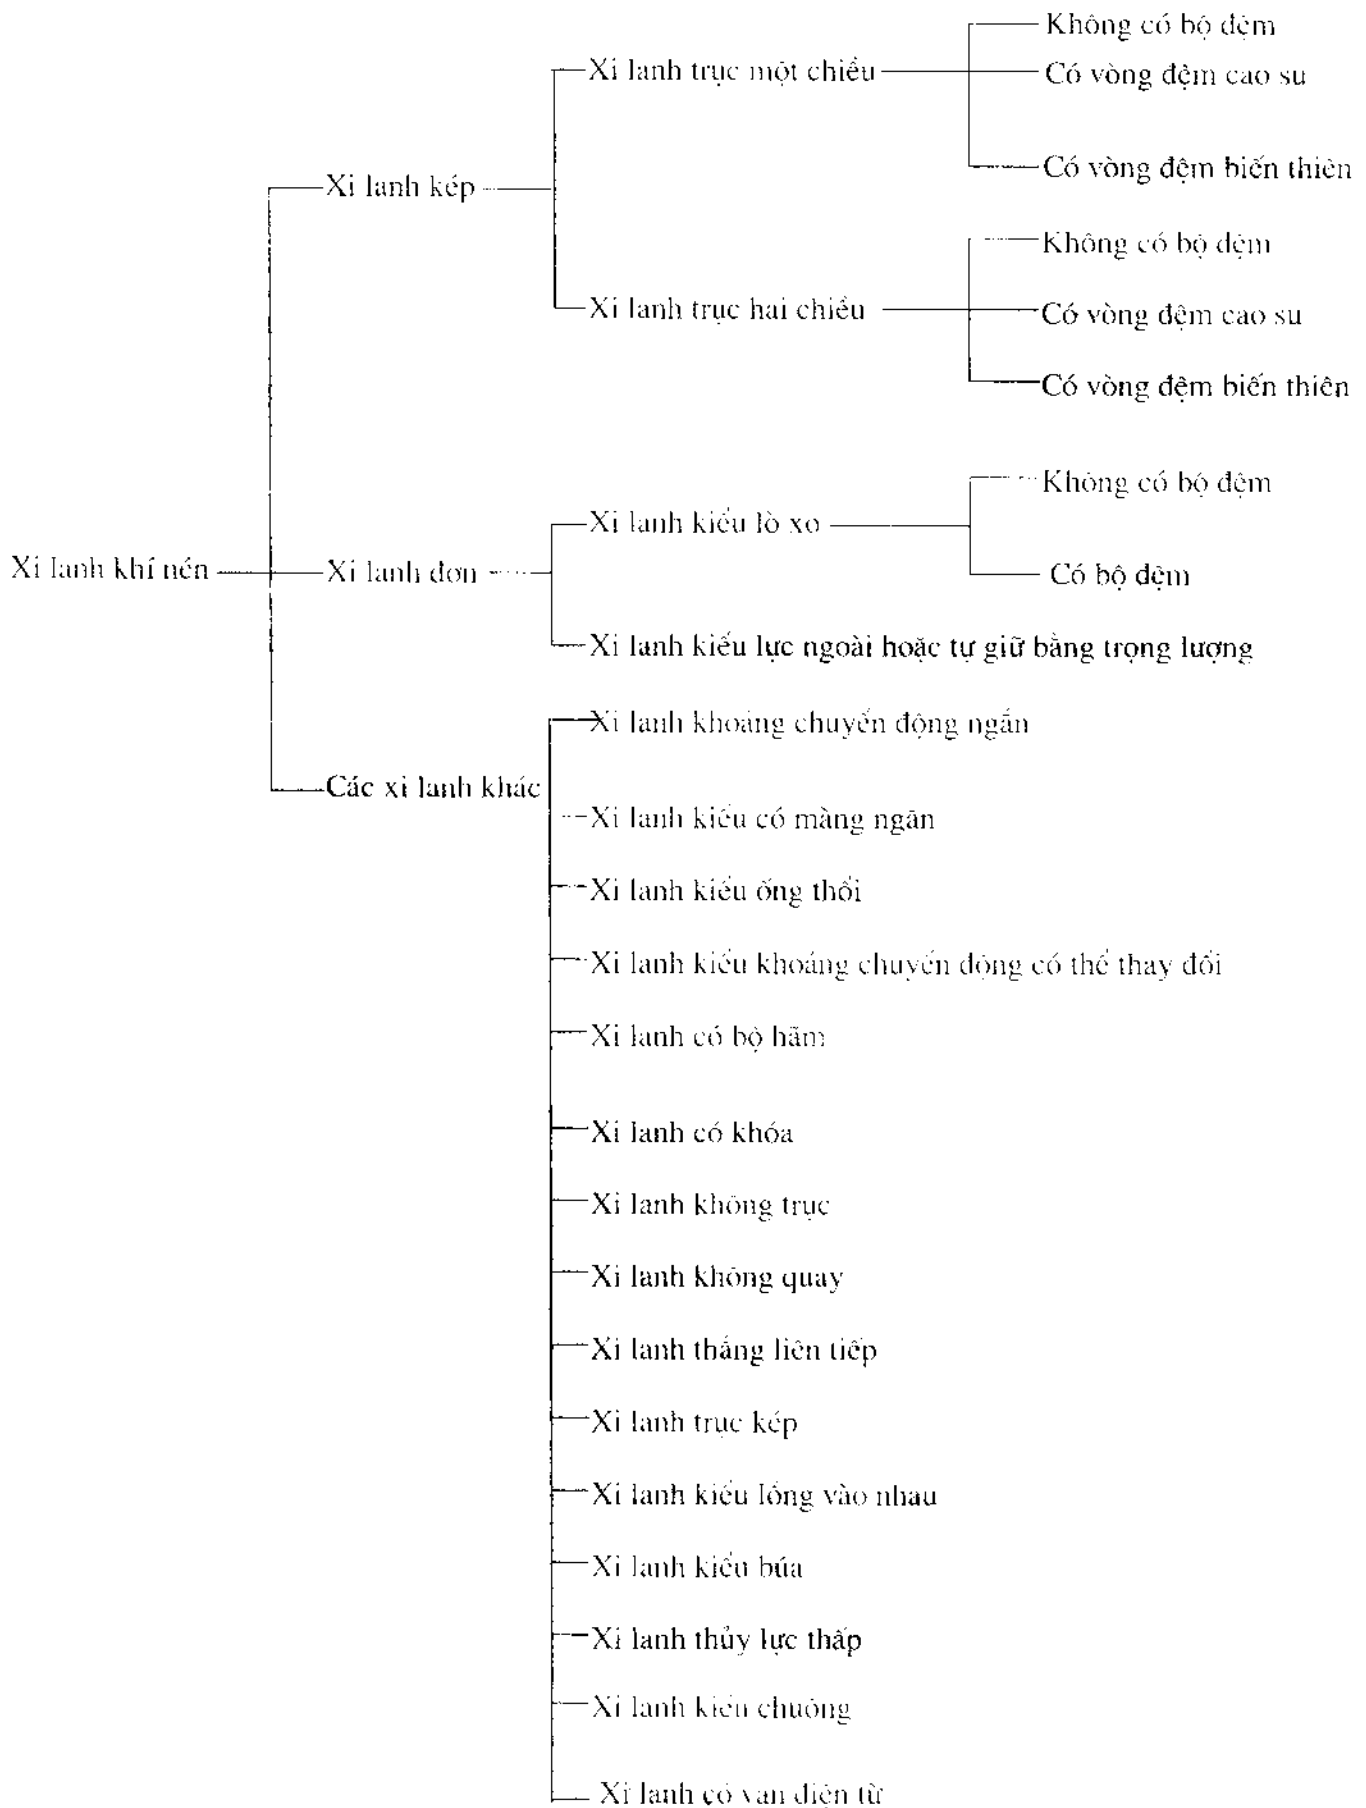 Không có bộ đệm
Xi lanh trục một chiều
Có vòng đệm cao su
Có vòng đệm biến thiên
Xi lanh kép
Không có bộ đệm
Xi lanh trục hai chiều
Có vòng đệm cao su
Có vòng đệm biến thiên
Không có bộ đệm
Xi lanh kiểu lò xo
Xi lanh khí nén
Xi lanh đơn
Có bộ đệm
Xi lanh kiểu lực ngoài hoặc tự giữ bằng trọng lượng
Xi lanh khoảng chuyển động ngắn
Các xi lanh khác
Xi lanh kiểu có màng ngăn
Xi lanh kiểu ống thổi
Xi lanh kiểu khoảng chuyển động có thể thay đổi
Xi lanh có bộ hãm
Xi lanh có khóa
Xi lanh không trục
Xi lanh không quay
Xi lanh thẳng liên tiếp
Xi lanh trục kép
Xi lanh kiểu lồng vào nhau
Xi lanh kiểu búa
Xi lanh thủy lực thấp
Xi lanh kiểu chuông
Xi lanh có van điện từ